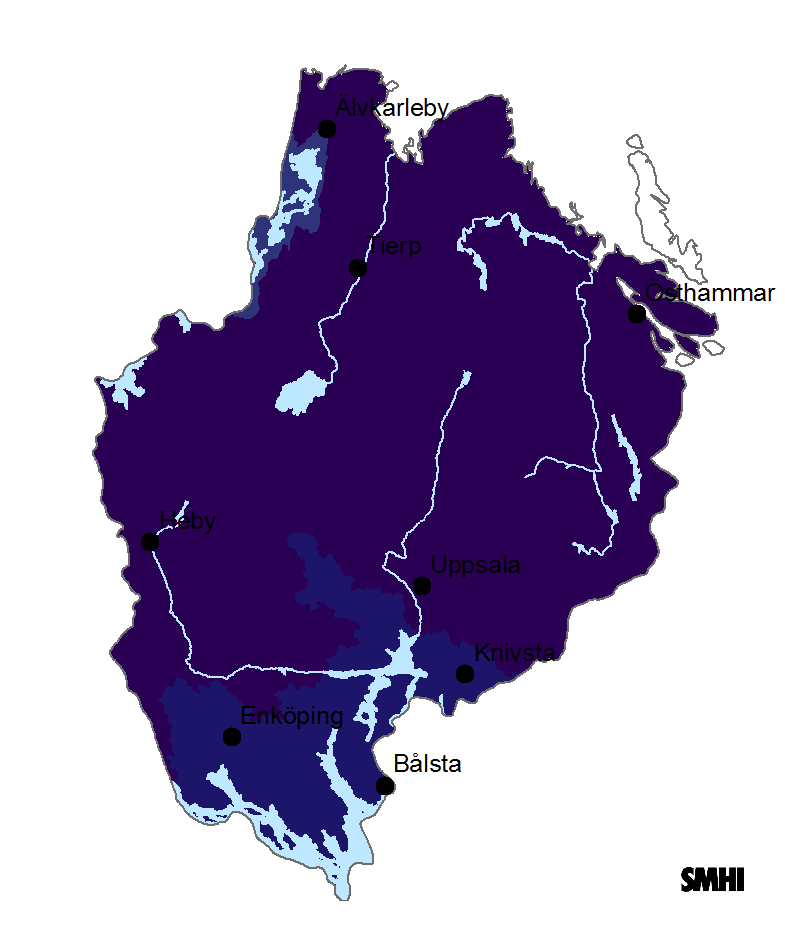 Älvkarleby
Tierp
Östhammar
Heby
Uppsala
Knivsta
Enköping
Bålsta
SMHI